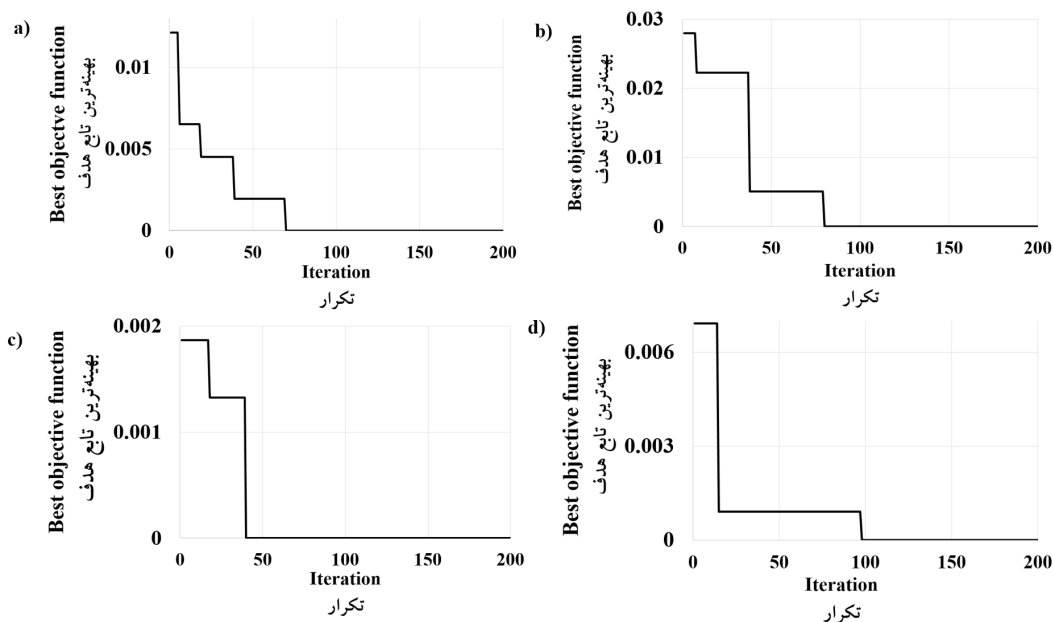 a)
Best objectve function
بهینه‌ترین تابع هدف
0.01
0.005
0
0 50 100 150 200
Iteration
تکرار
b)
Best objective function
بهینه‌ترین تابع هدف
0.03
0.02
0.01
0
0 50 100 150 200
Iteration
تکرار
c)
Best objective function
بهینه‌ترین تابع هدف
0.002
0.001
0
0 50 100 150 200
Iteration
تکرار
d)
Best objective function
بهینه‌ترین تابع هدف
0.006
0.003
0
0 50 100 150 200
Iteration
تکرار